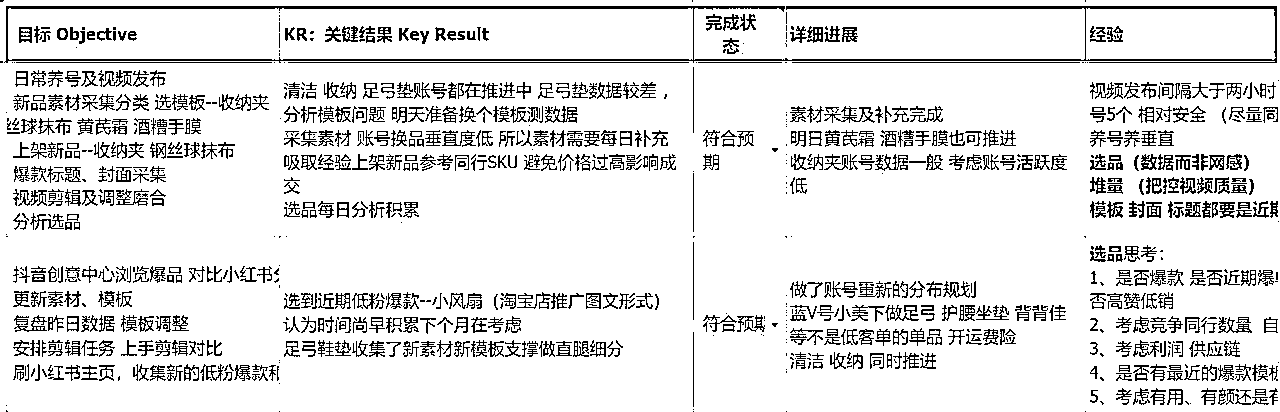 目标 Objective
KR：关键结果 Key Result
完成状
态
详细进展
经验
日常养号及视频发布
新品素材采集分类 选模板--收纳夹
丝球抹布 黄芪霜 酒糟手膜
上架新品--收纳夹 钢丝球抹布
爆款标题、封面采集
视频剪辑及调整磨合
分析选品
清洁 收纳 足弓垫账号都在推进中 足弓垫数据较差，
分析模板问题 明天准备换个模板测数据
采集素材 账号换品垂直度低 所以素材需要每日补充
吸取经验上架新品参考同行SKU 避免价格过高影响成
交
选品每日分析积累
符合预
期
素材采集及补充完成
明日黄芪霜 酒糟手膜也可推进
收纳夹账号数据一般 考虑账号活跃度
低
视频发布间隔大于两小时
号5个 相对安全 （尽量同
养号养垂直
选品（数据而非网感）
堆量 （把控视频质量）
模板 封面 标题都要是近
抖音创意中心浏览爆品 对比小红书
更新素材、模板
复盘昨日数据 模板调整
安排剪辑任务 上手剪辑对比
刷小红书主页，收集新的低粉爆款
选到近期低粉爆款--小风扇（淘宝店推广图文形式）
认为时间尚早积累下个月在考虑
足弓鞋垫收集了新素材新模板支撑做直腿细分
符合预期
做了账号重新的分布规划
蓝V号小美下做足弓 护腰坐垫 背背佳
等不是低客单的单品 开运费险
清洁 收纳 同时推进
选品思考：
1、是否爆款 是否近期爆
否高赞低销
2、考虑竞争同行数量 自
3、考虑利润 供应链
4、是否有最近的爆款模板
5、考虑有用、有颜还是有